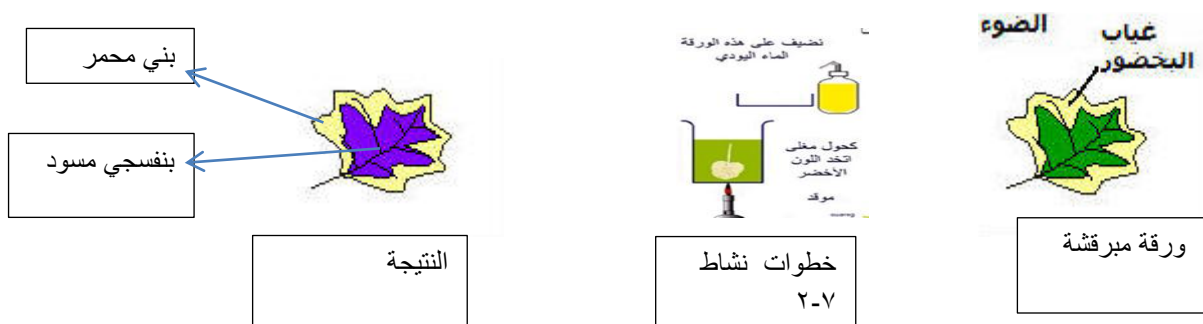 الضوء
غياب
اليخضور
ورقة مبرقشة
نضيف على هذه الورقة
الماء اليودي
كحول مغلى
اتخد اللون
الأخضر
موقد
خطوات نشاط
٢-٧
بني محمر
بنفسجي مسود
النتيجة